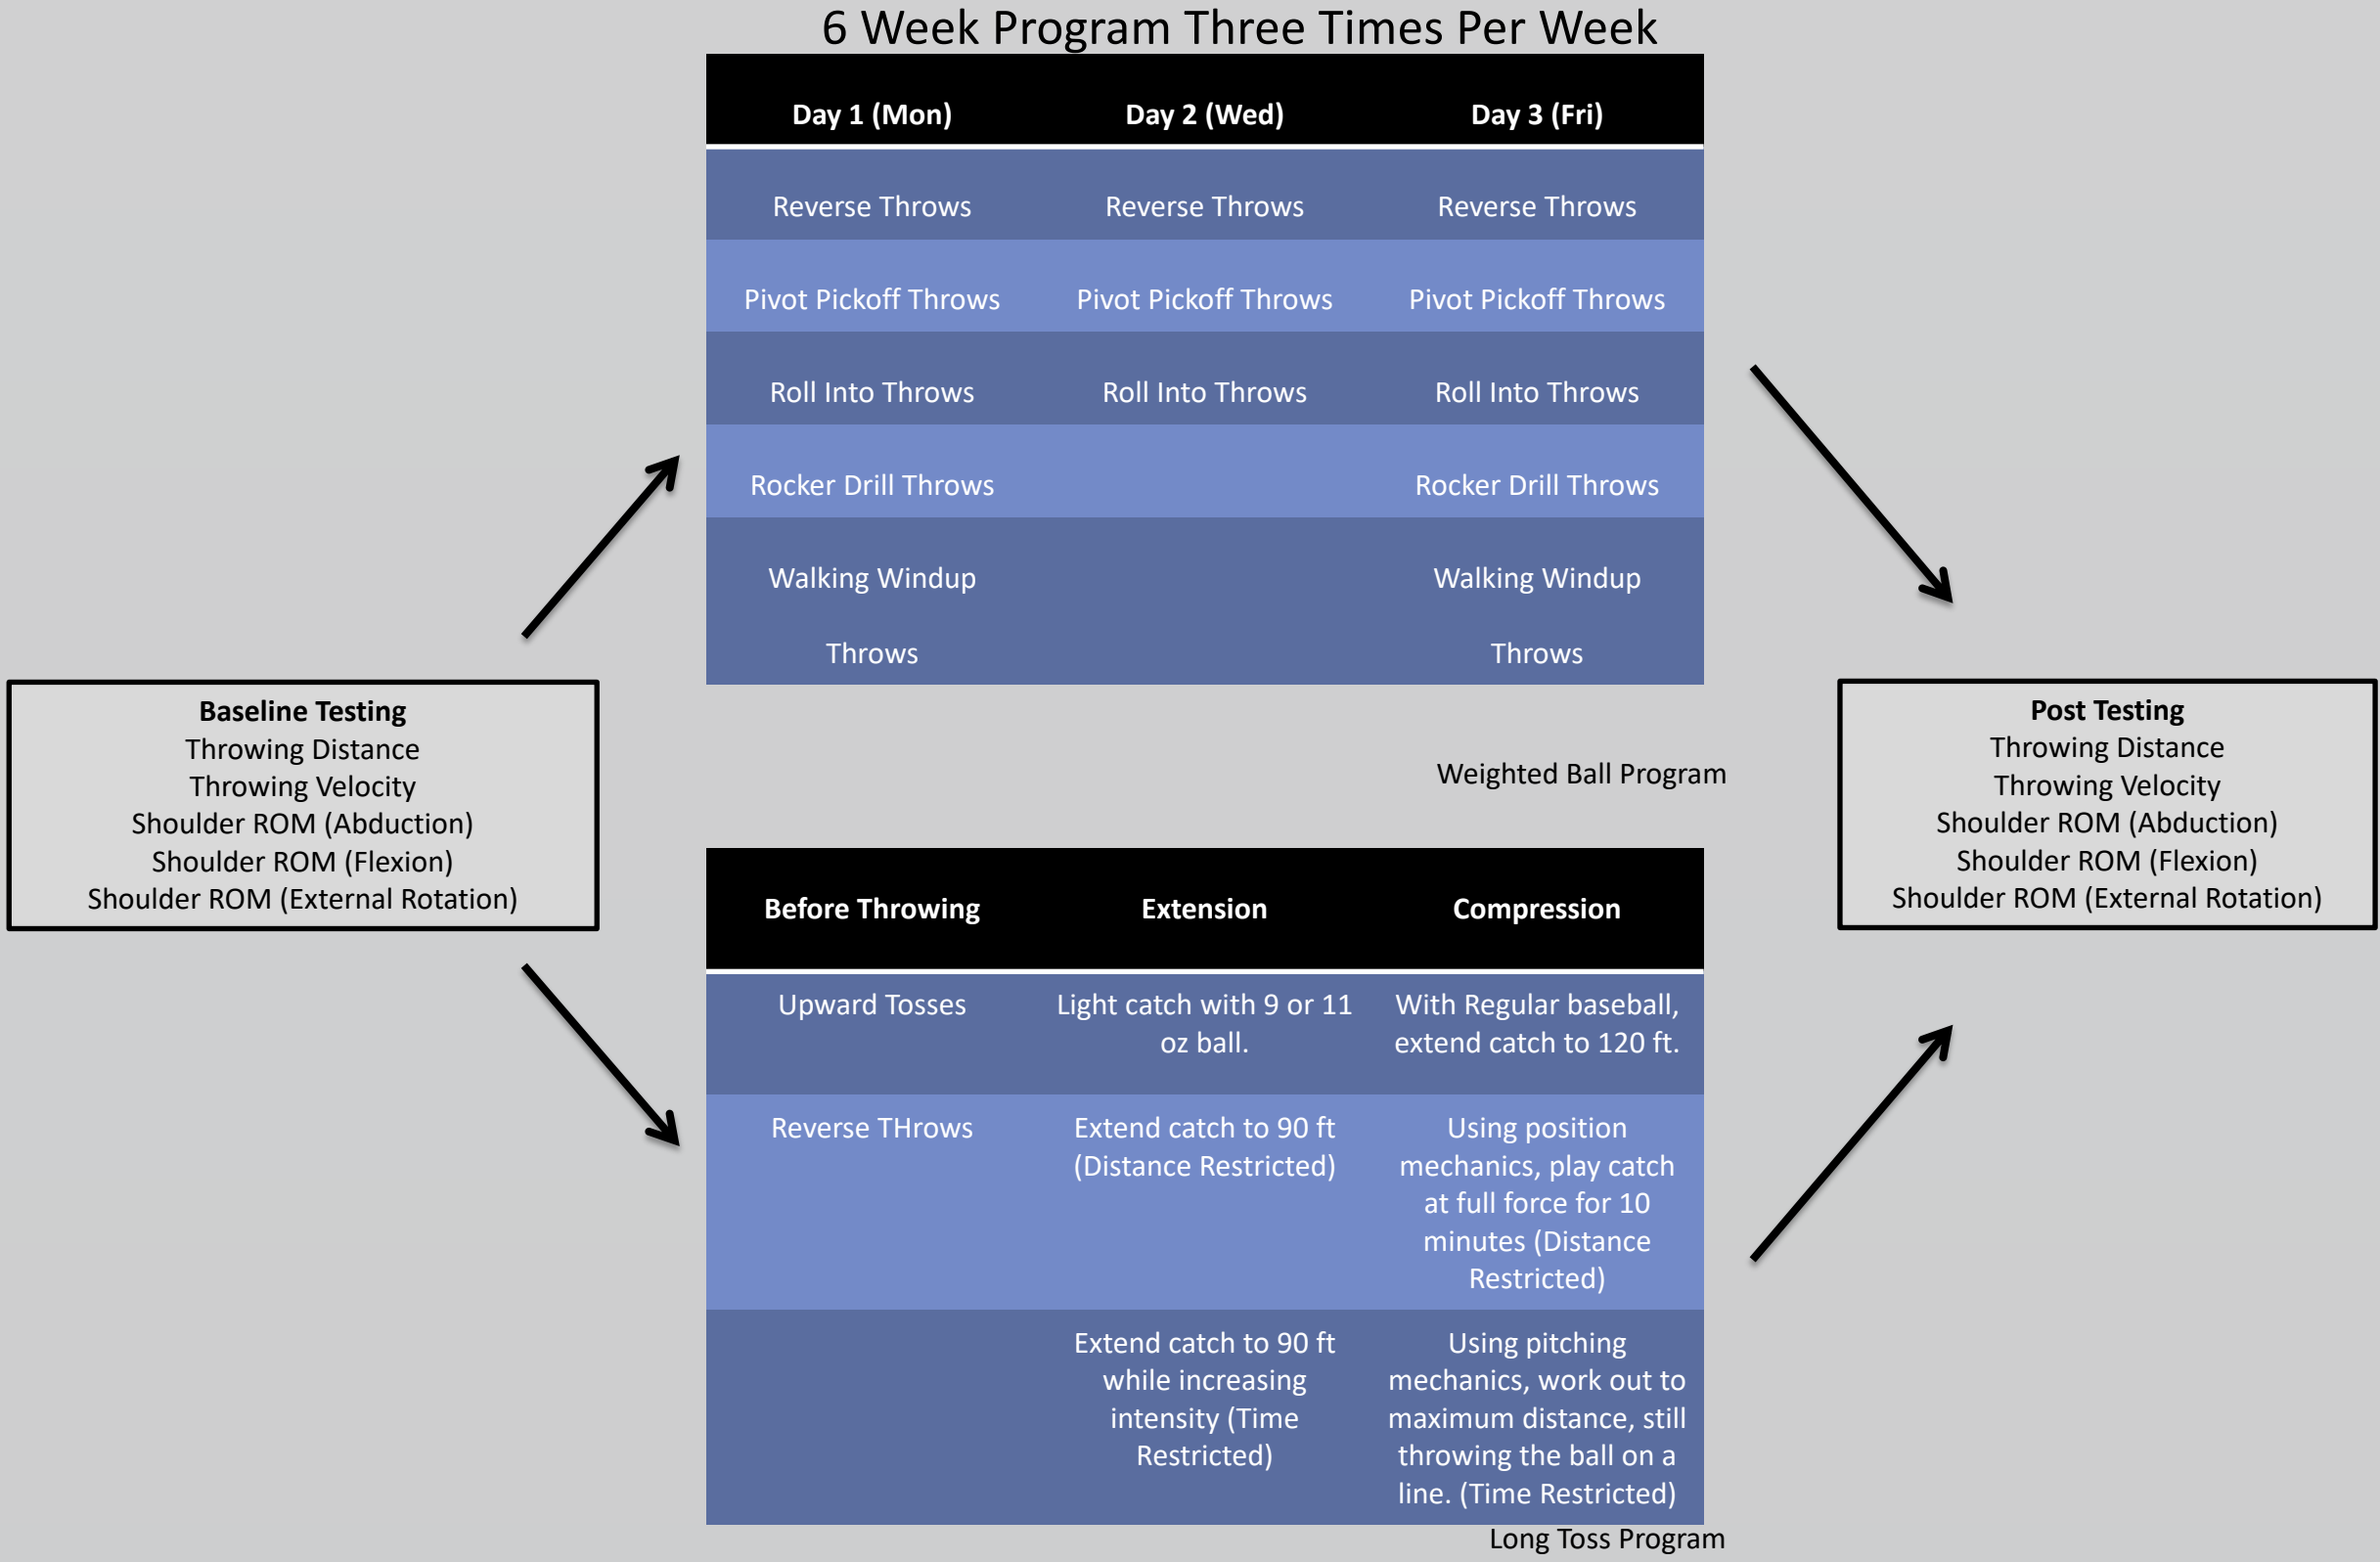 6 Week Program Three Times Per Week
Day 1 (Mon) Day 2 (Wed) Day 3 (Fri)
Reverse Throws Reverse Throws Reverse Throws
Pivot Pickoff Throws Pivot Pickoff Throws Pivot Pickoff Throws
Roll Into Throws Roll Into Throws Roll Into Throws
Rocker Drill Throws Rocker Drill Throws
Walking Windup Walking Windup
Throws Throws
Weighted Ball Program
Baseline Testing
Throwing Distance
Throwing Velocity
Shoulder ROM (Abduction)
Shoulder ROM (Flexion)
Shoulder ROM (External Rotation)
Post Testing
Throwing Distance
Throwing Velocity
Shoulder ROM (Abduction)
Shoulder ROM (Flexion)
Shoulder ROM (External Rotation)
Before Throwing Extension Compression
Upward Tosses
Light catch with 9 or 11
oz ball.
With Regular baseball,
extend catch to 120 ft.
Reverse THrows
Extend catch to 90 ft
(Distance Restricted)
Using position
mechanics, play catch
at full force for 10
minutes (Distance
Restricted)
Extend catch to 90 ft
while increasing
intensity (Time
Restricted)
Using pitching
mechanics, work out to
maximum distance, still
throwing the ball on a
line. (Time Restricted)
Long Toss Program